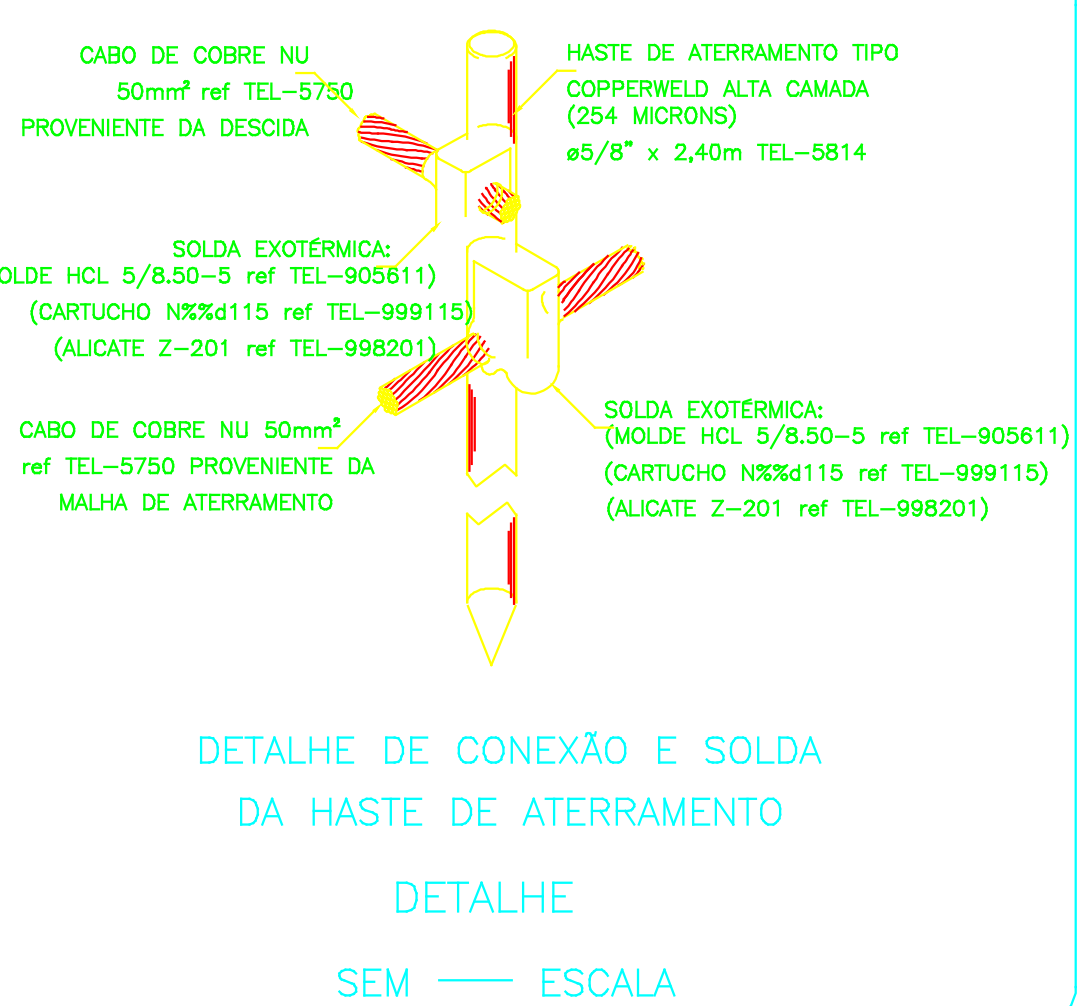 CABO DE COBRE NU
50mm² ref TEL-5750
PROVENIENTE DA DESCIDA
HASTE DE ATERRAMENTO TIPO
COPPERWELD ALTA CAMADA
(254 MICRONS)
ø5/8" x 2,40m TEL-5814
SOLDA EXOTÉRMICA:
OLDE HCL 5/8.50-5 ref TEL-905611)
(CARTUCHO N%%d115 ref TEL-999115)
(ALICATE Z-201 ref TEL-998201)
CABO DE COBRE NU 50mm²
ref TEL-5750 PROVENIENTE DA
MALHA DE ATERRAMENTO
SOLDA EXOTÉRMICA:
(MOLDE HCL 5/8.50-5 ref TEL-905611)
(CARTUCHO N%%d115 ref TEL-999115)
(ALICATE Z-201 ref TEL-998201)
DETALHE DE CONEXÃO E SOLDA
DA HASTE DE ATERRAMENTO
DETALHE
SEM — ESCALA